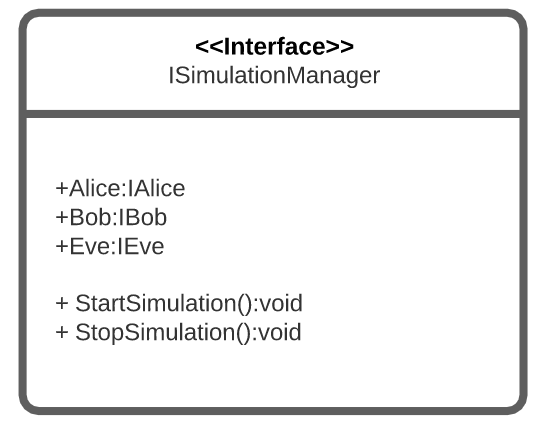 <<Interface>>
ISimulationManager
+Alice:IAlice
+Bob:IBob
+Eve:IEve
+ StartSimulation():void
+ StopSimulation():void